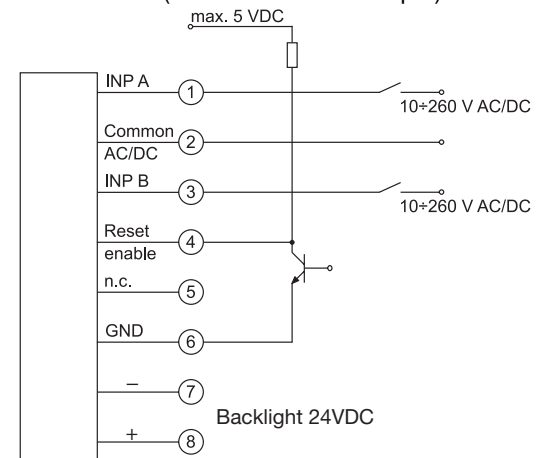 max. 5 VDC
INP A
1
10÷260 V AC/DC
Common
2
AC/DC
INP B
3
10÷260 V AC/DC
Reset
4
enable
n.c.
5
GND
6
–
7
Backlight 24VDC
+
8